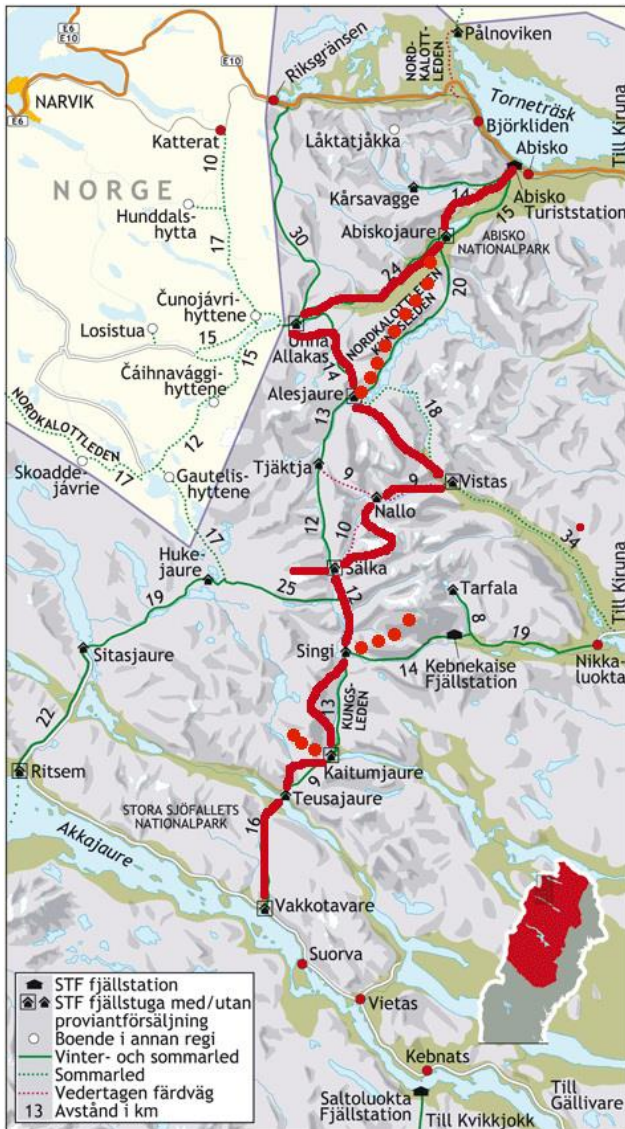 Pålnoviken
E6
E10
E10
Riksgränsen
NORD-
KALOTT-
LEDEN
Torneträsk
NARVIK
E6
Katterat
Låktatjåkka
Björkliden
Abisko
Till Kiruna
10
NORGE
Kårsavagge
14
Abisko
Turiststation
15
Hunddals-
hytta
Abiskojaure
ABISKO
NATIONALPARK
17
30
24
20
Čunojávri-
hyttene
NORDKALOTTLEDEN
KUNGSLEDEN
Losistua
15
Unna
Allakas
15
14
Čáihnavággi-
hyttene
Alesjaure
13
18
NORDKALOTTLEDEN
12
Tjäktja
9
9
Vistas
Skoadde-
jávrie
17
Gautelis-
hyttene
Nallo
17
12
10
34
Huke-
jaure
Sälka
Tarfala
Till Kiruna
19
25
12
8
19
Sitasjaure
Singi
14
Kebnekaise
Fjällstation
Nikka-
luokta
22
13
KUNGS-
LEDEN
Ritsem
Kaitumjaure
9
Teusajaure
STORA SJÖFALLETS
NATIONALPARK
16
Akkajaure
Vakkotavare
Suorva
Vietas
Kebnats
Saltoluokta
Fjällstation
Till
Gällivare
Till Kvikkjokk
STF fjällstation
STF fjällstuga med/utan
proviantförsäljning
Boende i annan regi
Vinter- och sommarled
Sommarled
Vedertagen färdväg
13 Avstånd i km